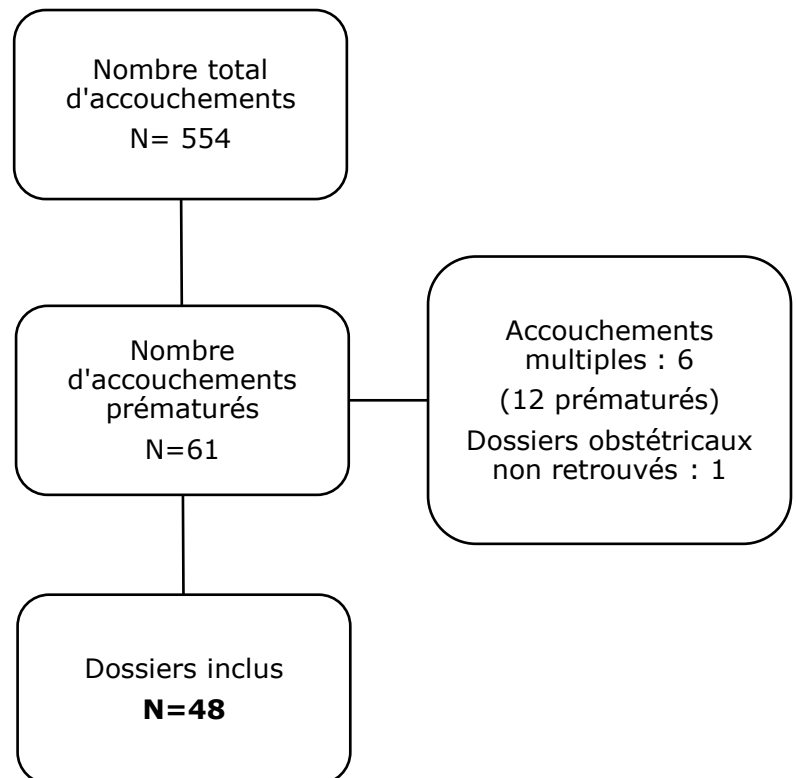 Nombre total
d'accouchements
N= 554
Nombre
d'accouchements
prématurés
N=61
Accouchements
multiples : 6
(12 prématurés)
Dossiers obstétricaux
non retrouvés : 1
Dossiers inclus
N=48